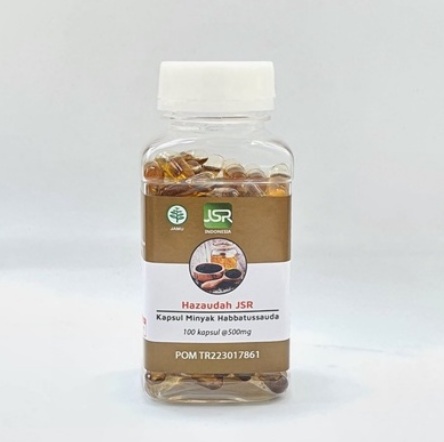 JAMU
JSR
INDONESIA
Hazaudah JSR
Kapsul Minyak Habbatussauda
100 kapsul @500mg
POM TR223017861